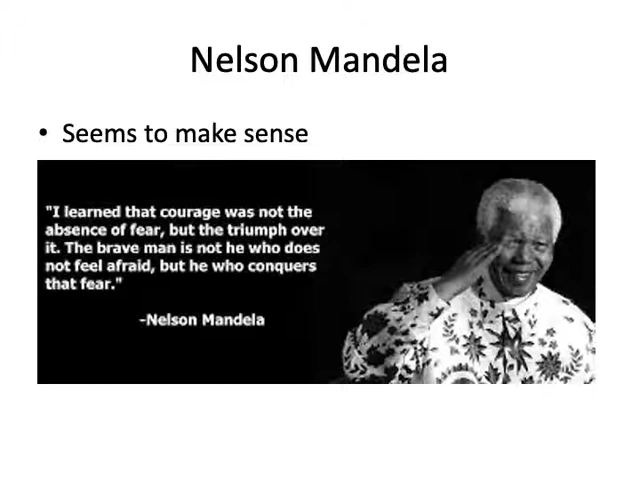 Nelson Mandela
• Seems to make sense
"I learned that courage was not the
absence of fear, but the triumph over
it. The brave man is not he who does
not feel afraid, but he who conquers
that fear."
-Nelson Mandela